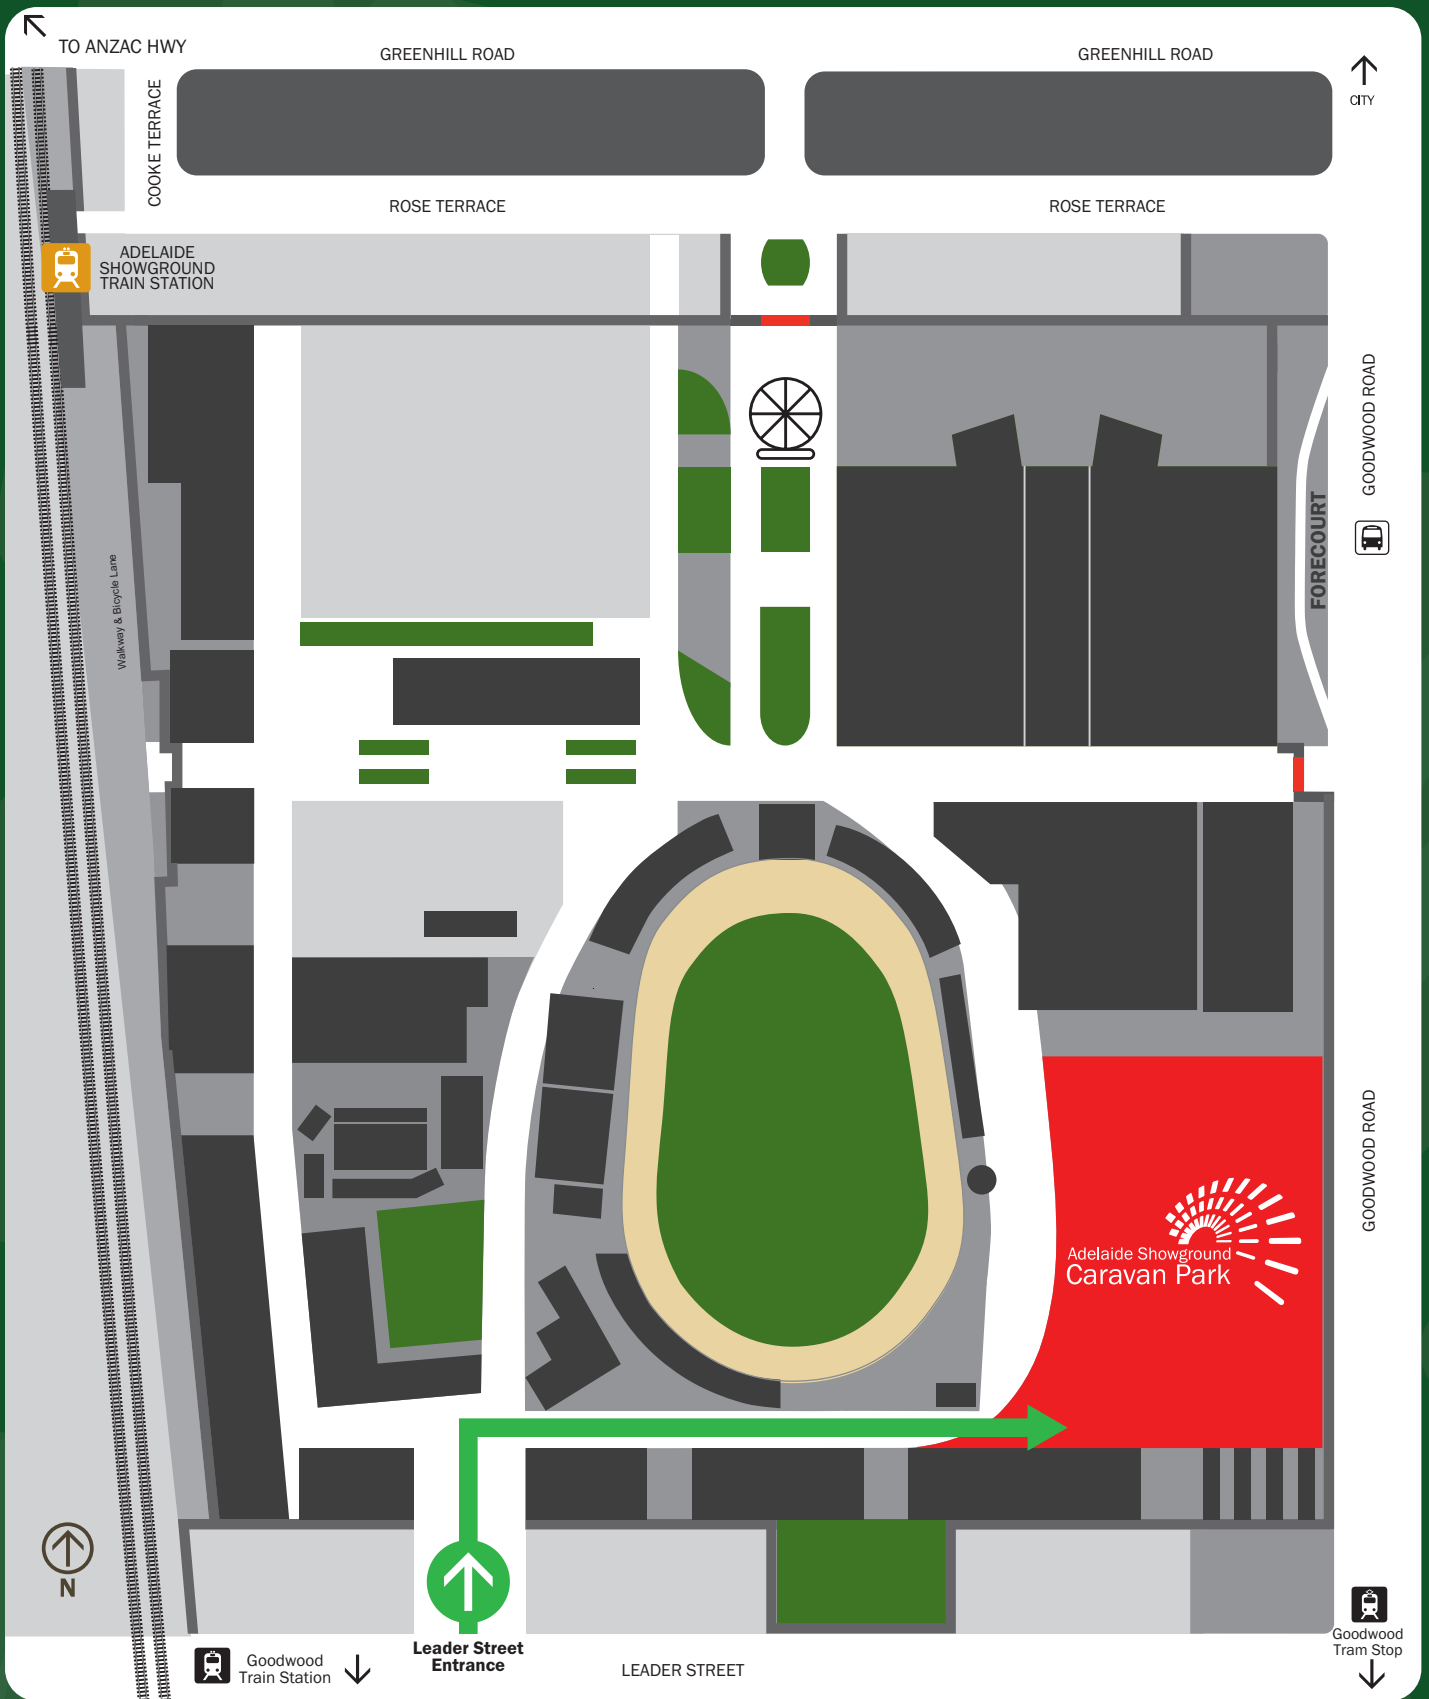 TO ANZAC HWY
GREENHILL ROAD
GREENHILL ROAD
CITY
COOKE TERRACE
ROSE TERRACE
ROSE TERRACE
ADELAIDE
SHOWGROUND
TRAIN STATION
GOODWOOD ROAD
FORECOURT
Walkway & Bicycle Lane
GOODWOOD ROAD
Adelaide Showground
Caravan Park
N
Leader Street
Entrance
Goodwood
Train Station
LEADER STREET
Goodwood
Tram Stop